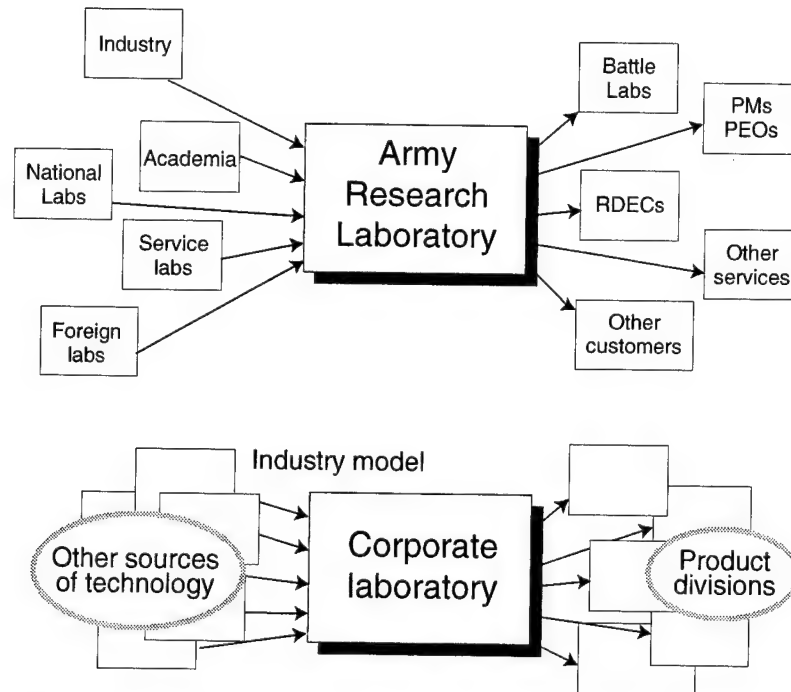 Industry
Academia
National
Labs
Service
labs
Foreign
labs
Army
Research
Laboratory
Battle
Labs
PMs
PEOs
RDECs
Other
services
Other
customers
Industry model
Other sources
of technology
Corporate
laboratory
Product
divisions